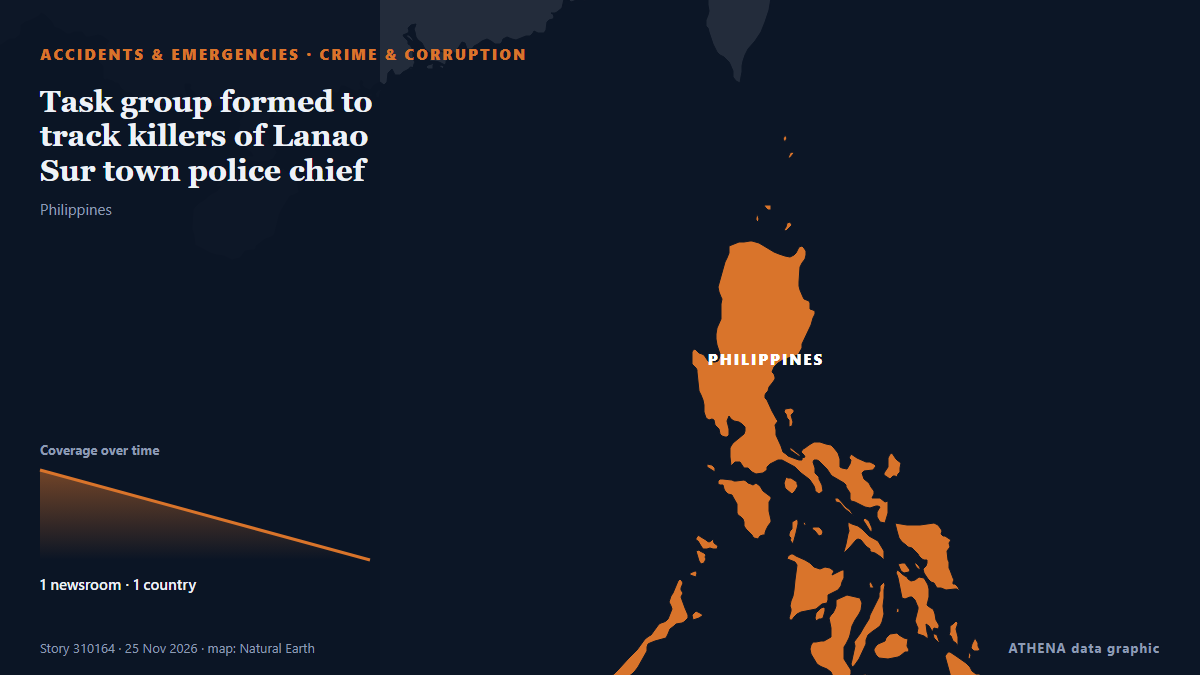 ACCIDENTS & EMERGENCIES · CRIME & CORRUPTION
Task group formed to
track killers of Lanao
Sur town police chief
Philippines
PHILIPPINES
Coverage over time
1 newsroom · 1 country
Story 310164 · 25 Nov 2026 · map: Natural Earth
ATHENA data graphic